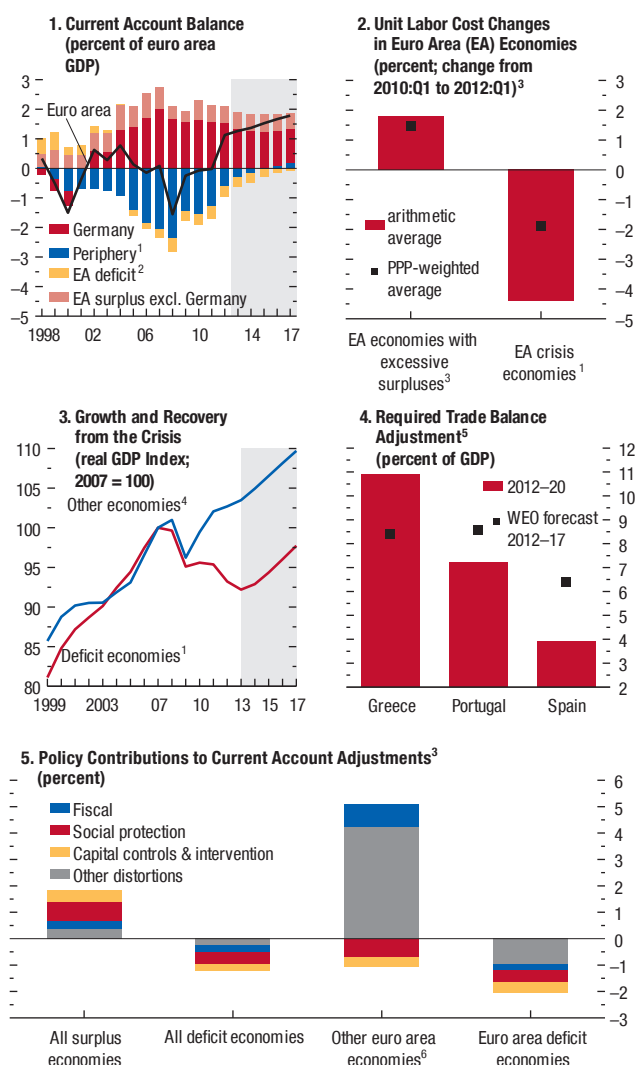 1. Current Account Balance
(percent of euro area
GDP)
3
2
1
0
−1
−2
−3
−4
−5
Euro area
Germany
Periphery1
EA deficit2
EA surplus excl. Germany
1998 02 06 10 14 17
2. Unit Labor Cost Changes
in Euro Area (EA) Economies
(percent; change from
2010:Q1 to 2012:Q1)3
3
2
1
0
−1
−2
−3
−4
−5
arithmetic
average
PPP-weighted
average
EA economies with
excessive
surpluses3
EA crisis
economies1
3. Growth and Recovery
from the Crisis
(real GDP Index;
2007 = 100)
110
105
100
95
90
85
80
Other economies4
Deficit economies1
1999 2003 07 10 13 15 17
4. Required Trade Balance
Adjustment5
(percent of GDP)
12
11
10
9
8
7
6
5
4
3
2
2012–20
WEO forecast
2012–17
Greece Portugal Spain
5. Policy Contributions to Current Account Adjustments3
(percent)
6
5
4
3
2
1
0
−1
−2
−3
Fiscal
Social protection
Capital controls & intervention
Other distortions
All surplus
economies
All deficit economies
Other euro area
economies6
Euro area deficit
economies